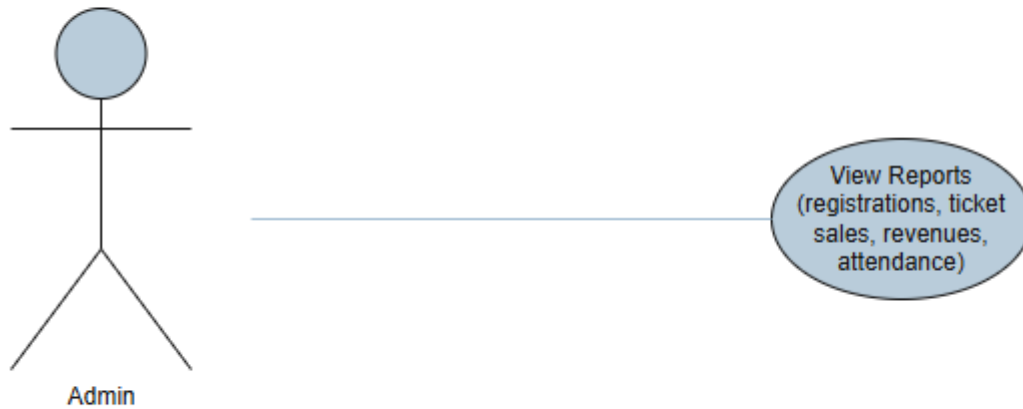 View Reports
(registrations, ticket
sales, revenues,
attendance)
Admin